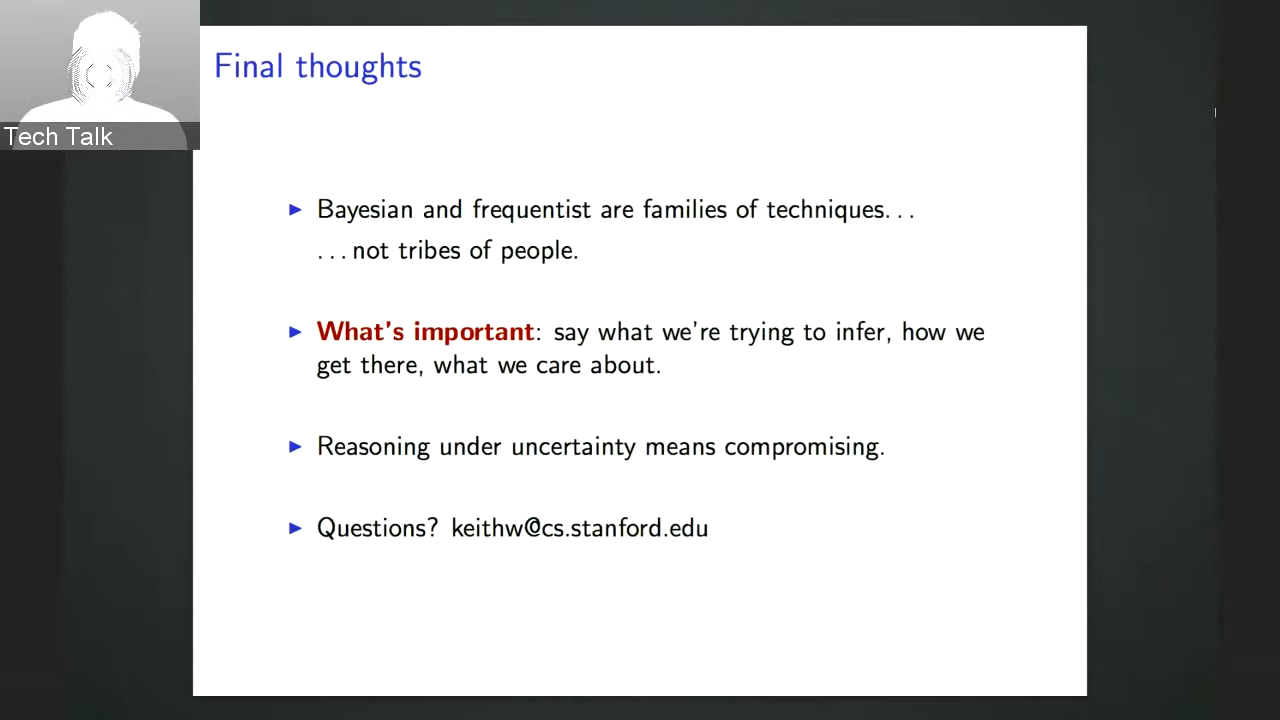 Tech Talk
Final thoughts
▶ Bayesian and frequentist are families of techniques. . .
. . . not tribes of people.
▶ What's important: say what we're trying to infer, how we
get there, what we care about.
▶ Reasoning under uncertainty means compromising.
▶ Questions? keithw@cs.stanford.edu